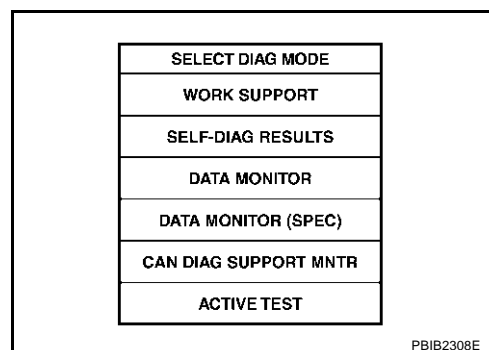 SELECT DIAG MODE
WORK SUPPORT
SELF-DIAG RESULTS
DATA MONITOR
DATA MONITOR (SPEC)
CAN DIAG SUPPORT MNTR
ACTIVE TEST
PBIB2308E